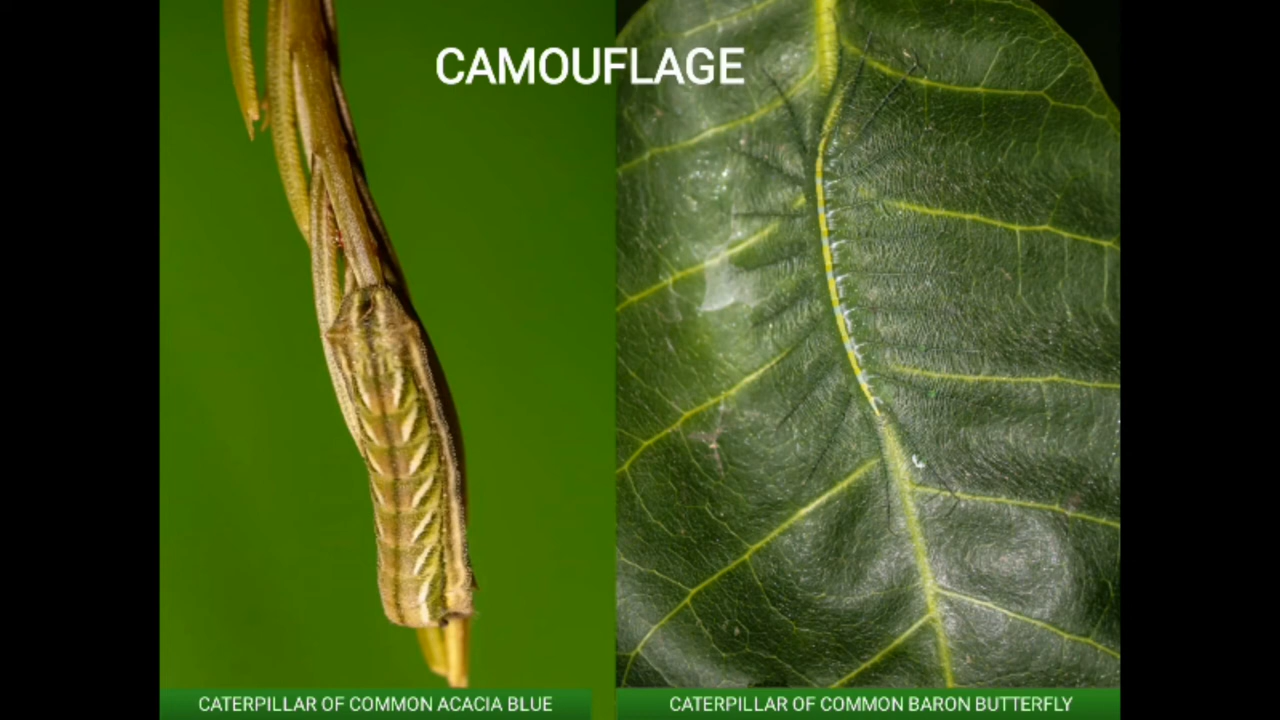 CAMOUFLAGE
CATERPILLAR OF COMMON ACACIA BLUE
CATERPILLAR OF COMMON BARON BUTTERFLY